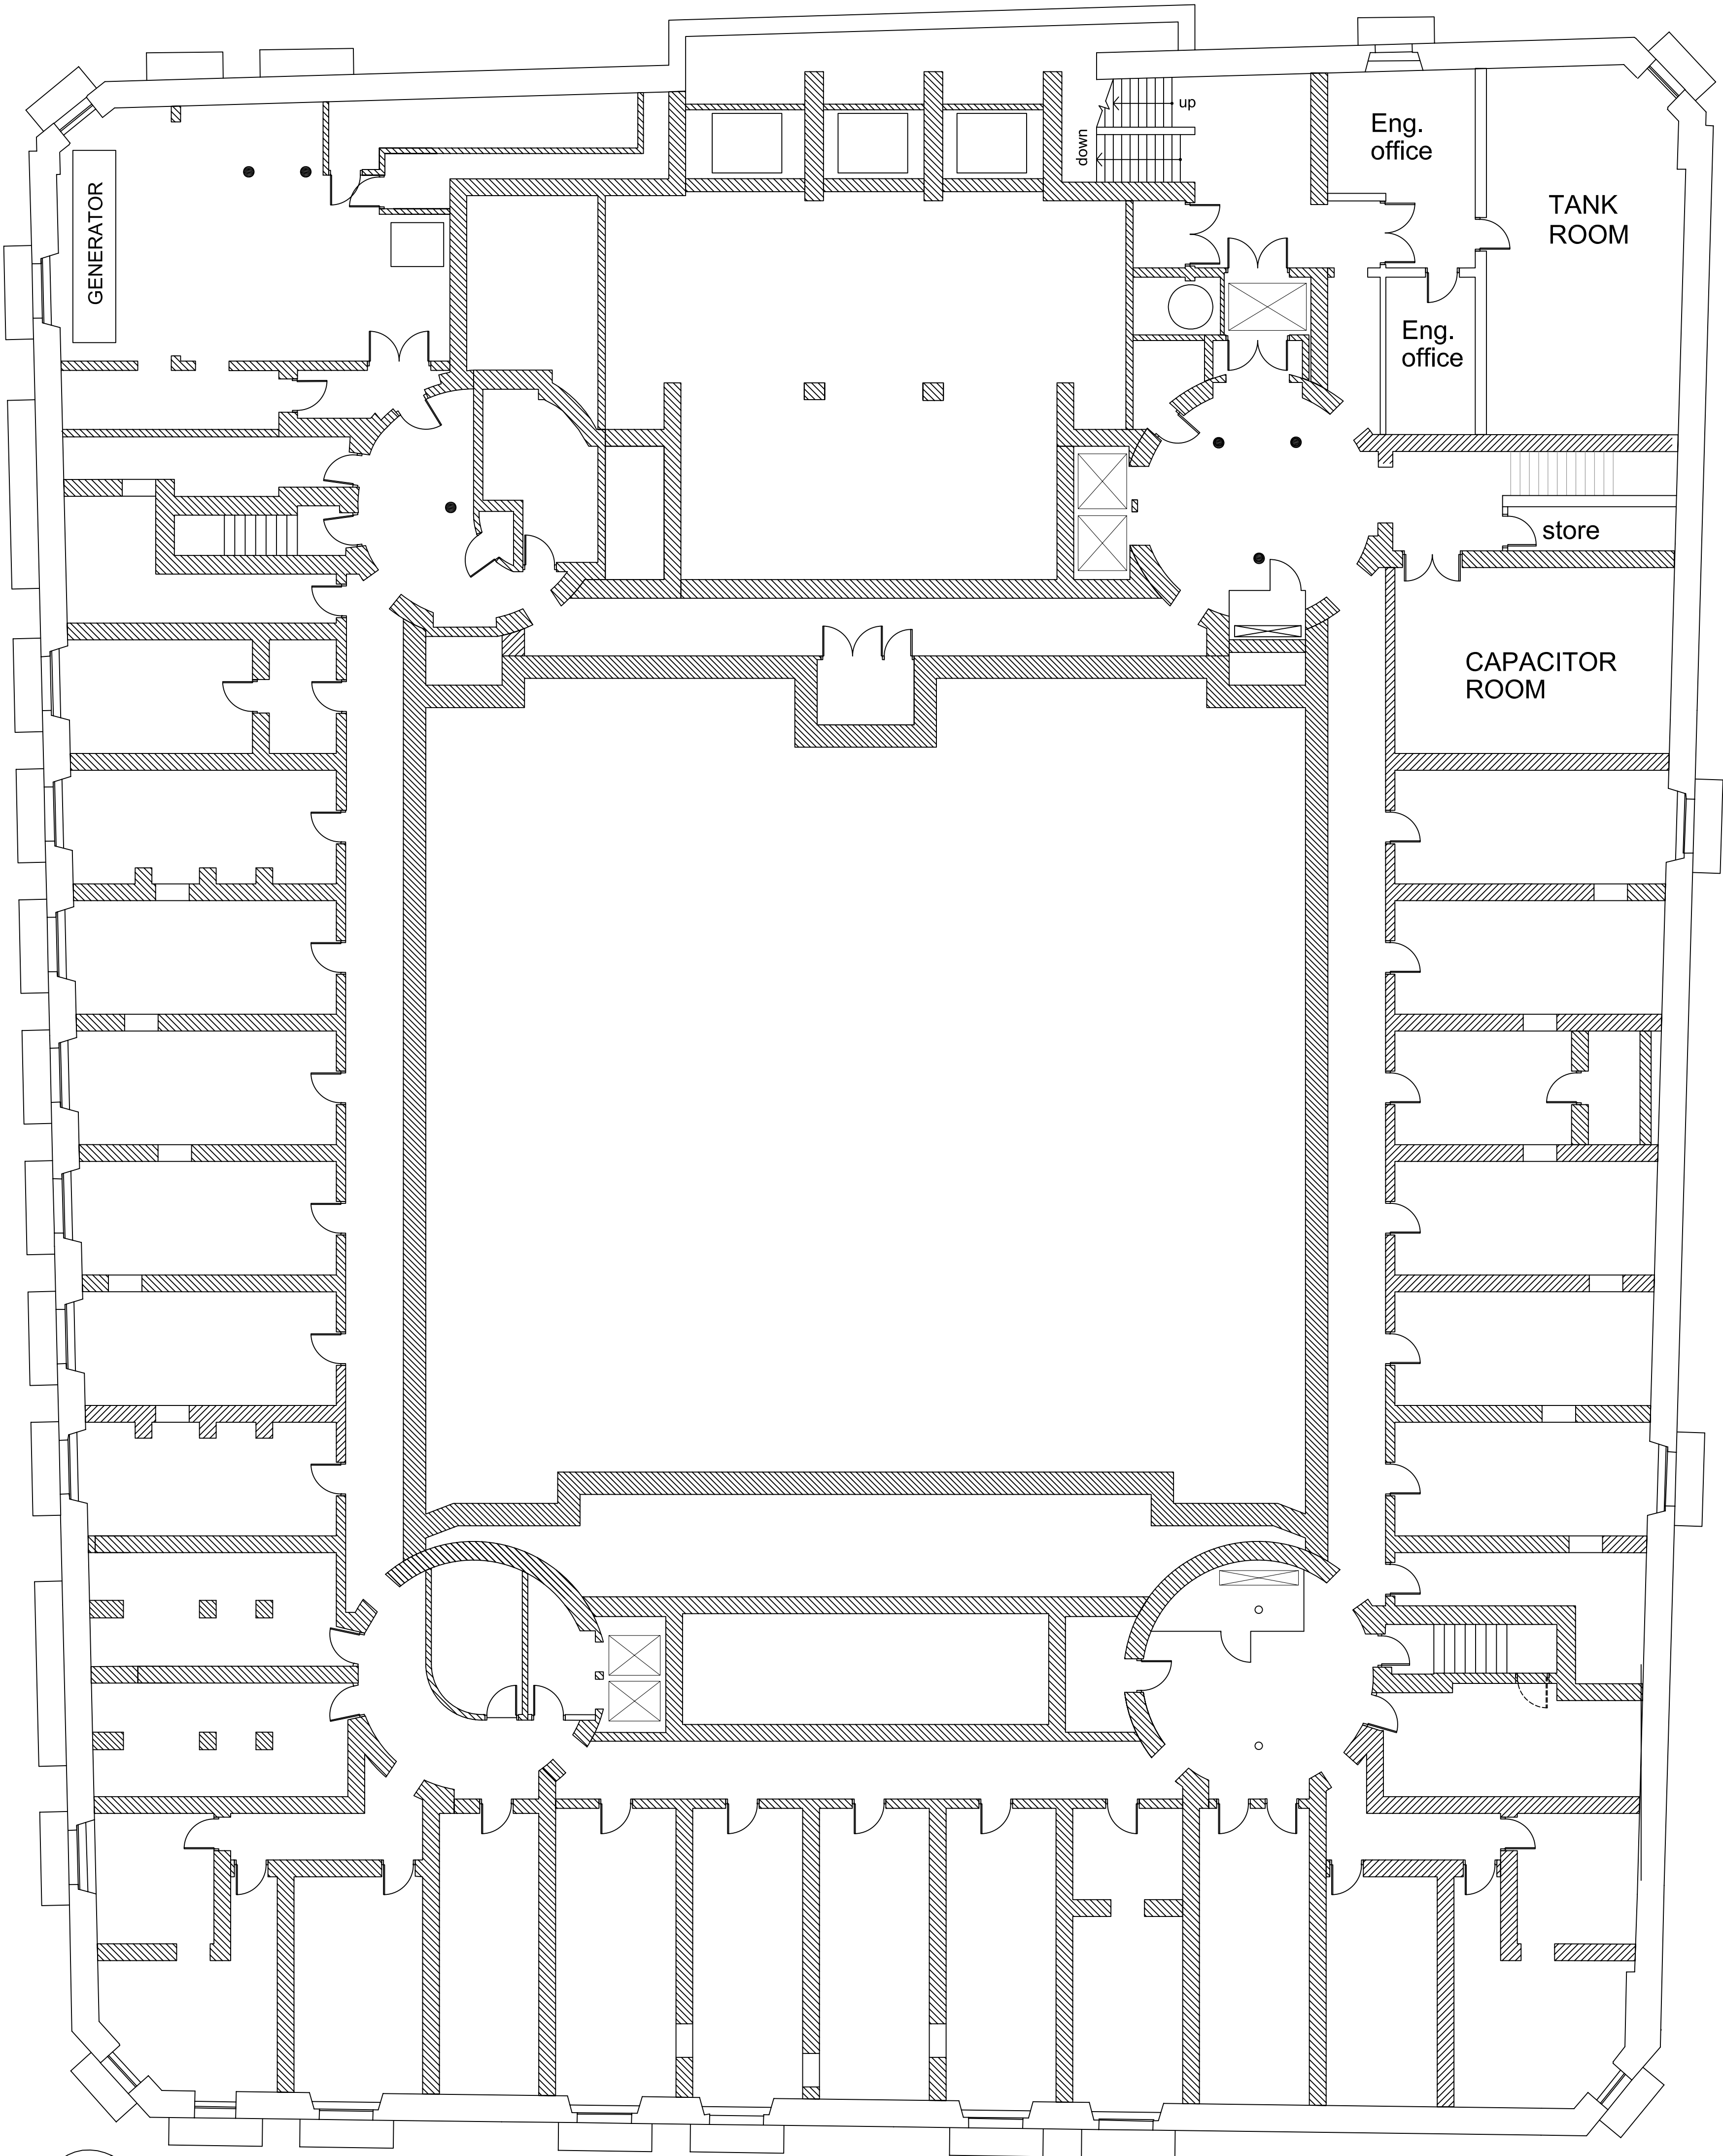 up
down
Eng.
office
TANK
ROOM
GENERATOR
Eng.
office
store
CAPACITOR
ROOM